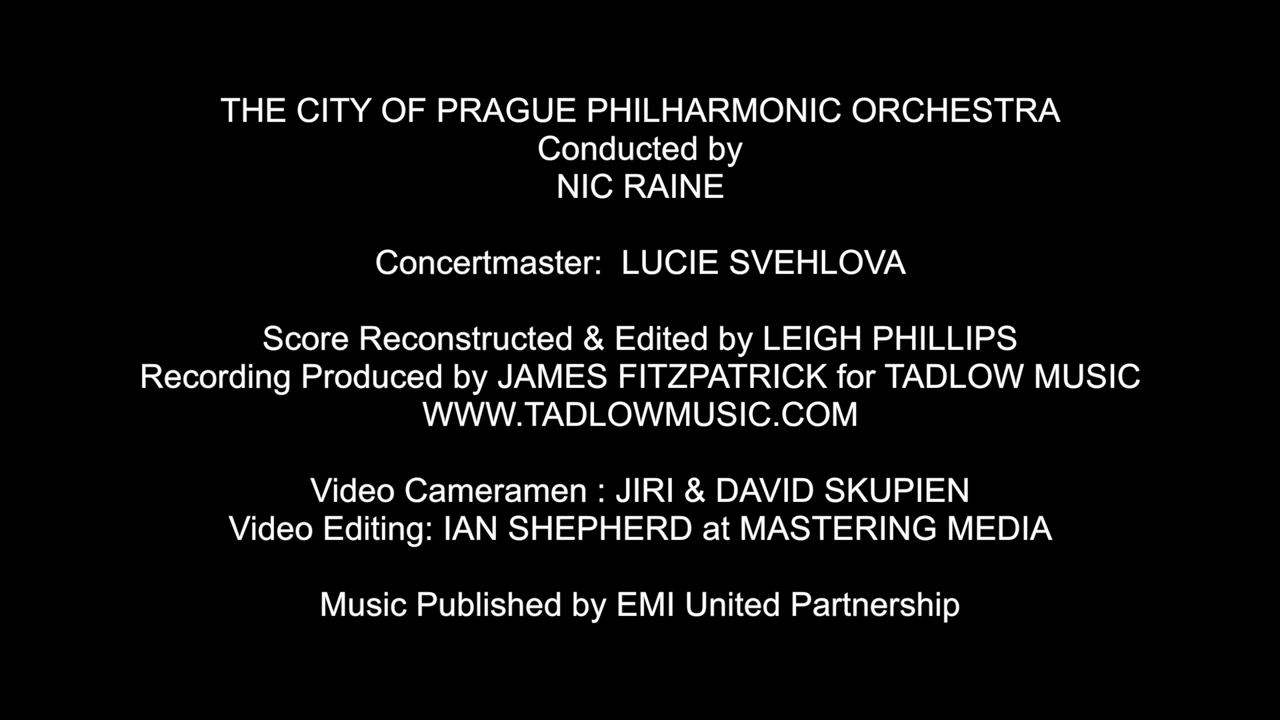 THE CITY OF PRAGUE PHILHARMONIC ORCHESTRA
Conducted by
NIC RAINE
Concertmaster:  LUCIE SVEHLOVA
Score Reconstructed & Edited by LEIGH PHILLIPS
Recording Produced by JAMES FITZPATRICK for TADLOW MUSIC
WWW.TADLOWMUSIC.COM
Video Cameramen : JIRI & DAVID SKUPIEN
Video Editing: IAN SHEPHERD at MASTERING MEDIA
Music Published by EMI United Partnership